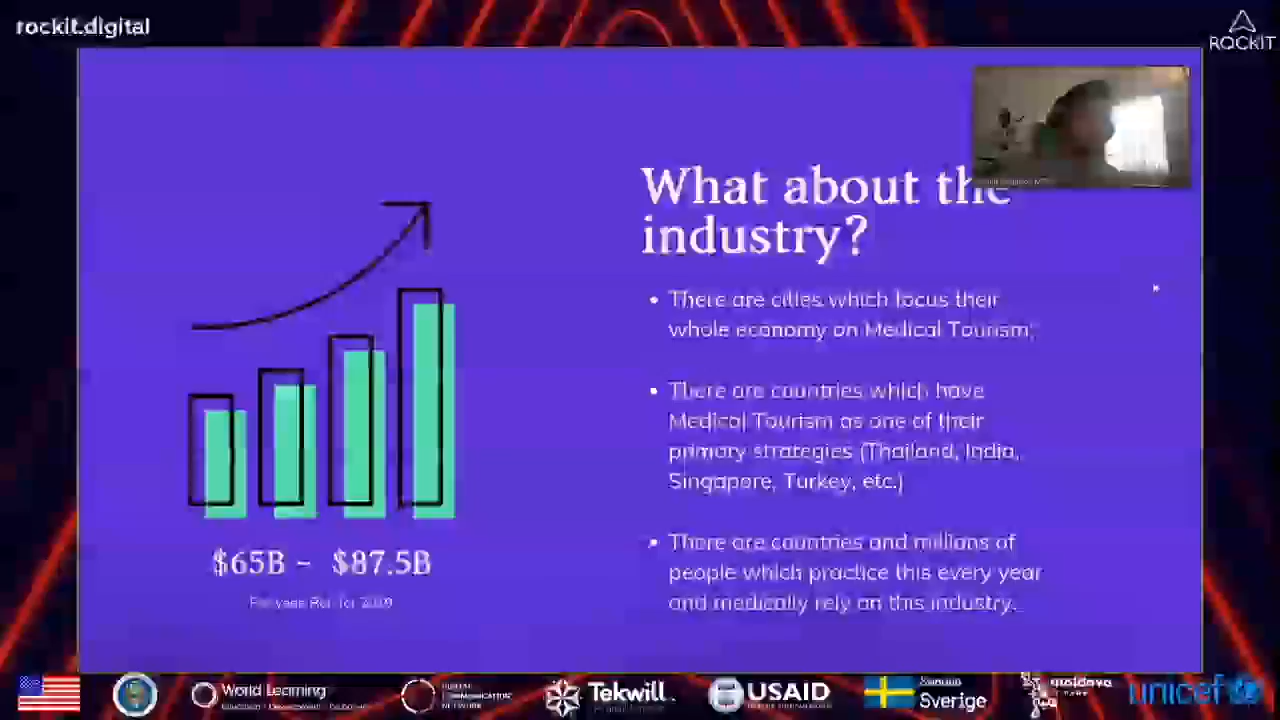 rockit.digital
ROCKIT
What about the
industry?
There are cities which focus their
whole economy on Medical Tourism;
There are countries which have
Medical Tourism as one of their
primary strategies (Thailand, India,
Singapore, Turkey, etc.)
There are countries and millions of
people which practice this every year
and medically rely on this industry.
$65B - $87.5B
World Learning
NETWORK
Tekwill
USAID
Sverige
moldova
unicef